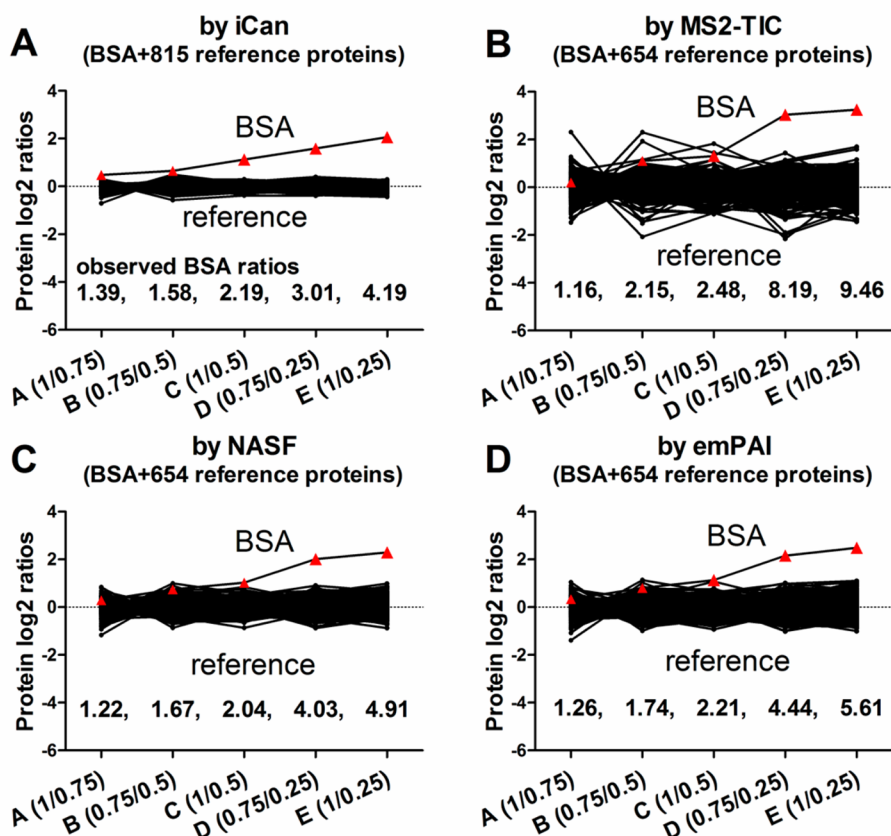 A
by iCan
(BSA+815 reference proteins)
Protein log2 ratios
4
2
0
-2
-4
-6
BSA
reference
observed BSA ratios
1.39, 1.58, 2.19, 3.01, 4.19
A (1/0.75)
B (0.75/0.5)
C (1/0.5)
D (0.75/0.25)
E (1/0.25)
B
by MS2-TIC
(BSA+654 reference proteins)
Protein log2 ratios
4
2
0
-2
-4
-6
BSA
reference
1.16, 2.15, 2.48, 8.19, 9.46
A (1/0.75)
B (0.75/0.5)
C (1/0.5)
D (0.75/0.25)
E (1/0.25)
C
by NASF
(BSA+654 reference proteins)
Protein log2 ratios
4
2
0
-2
-4
-6
BSA
reference
1.22, 1.67, 2.04, 4.03, 4.91
A (1/0.75)
B (0.75/0.5)
C (1/0.5)
D (0.75/0.25)
E (1/0.25)
D
by emPAI
(BSA+654 reference proteins)
Protein log2 ratios
4
2
0
-2
-4
-6
BSA
reference
1.26, 1.74, 2.21, 4.44, 5.61
A (1/0.75)
B (0.75/0.5)
C (1/0.5)
D (0.75/0.25)
E (1/0.25)